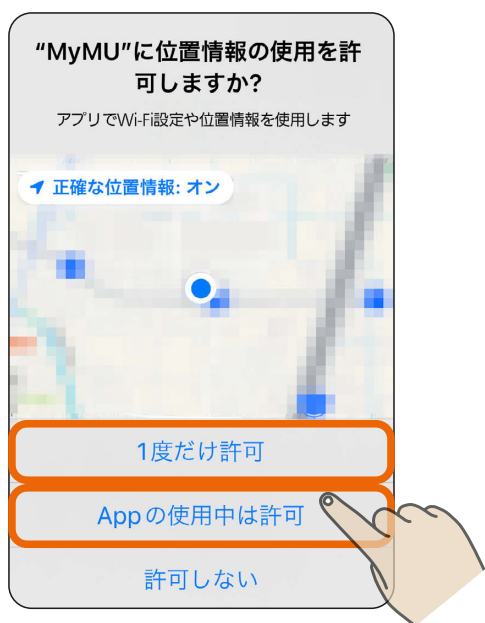 “MyMU”に位置情報の使用を許
可しますか?
アプリでWi-Fi設定や位置情報を使用します
正確な位置情報: オン
1度だけ許可
Appの使用中は許可
許可しない